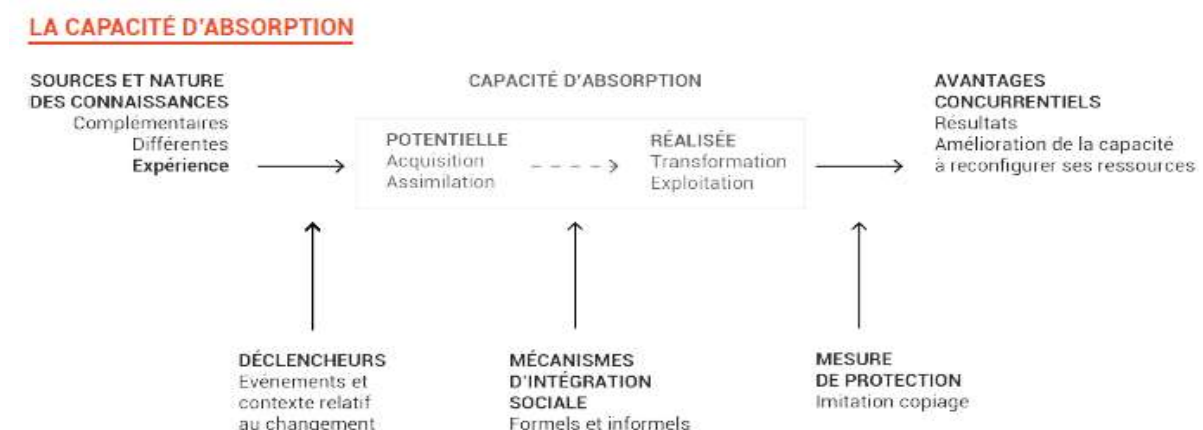 LA CAPACITÉ D'ABSORPTION
SOURCES ET NATURE
DES CONNAISSANCES
Complémentaires
Différentes
Expérience
CAPACITÉ D'ABSORPTION
POTENTIELLE
Acquisition
Assimilation
RÉALISÉE
Transformation
Exploitation
AVANTAGES
CONCURRENTIELS
Résultats
Amélioration de la capacité
à reconfigurer ses ressources
DÉCLENCHEURS
Evénements et
contexte relatif
au changement
MÉCANISMES
D'INTÉGRATION
SOCIALE
Formels et informels
MESURE
DE PROTECTION
Imitation copiage